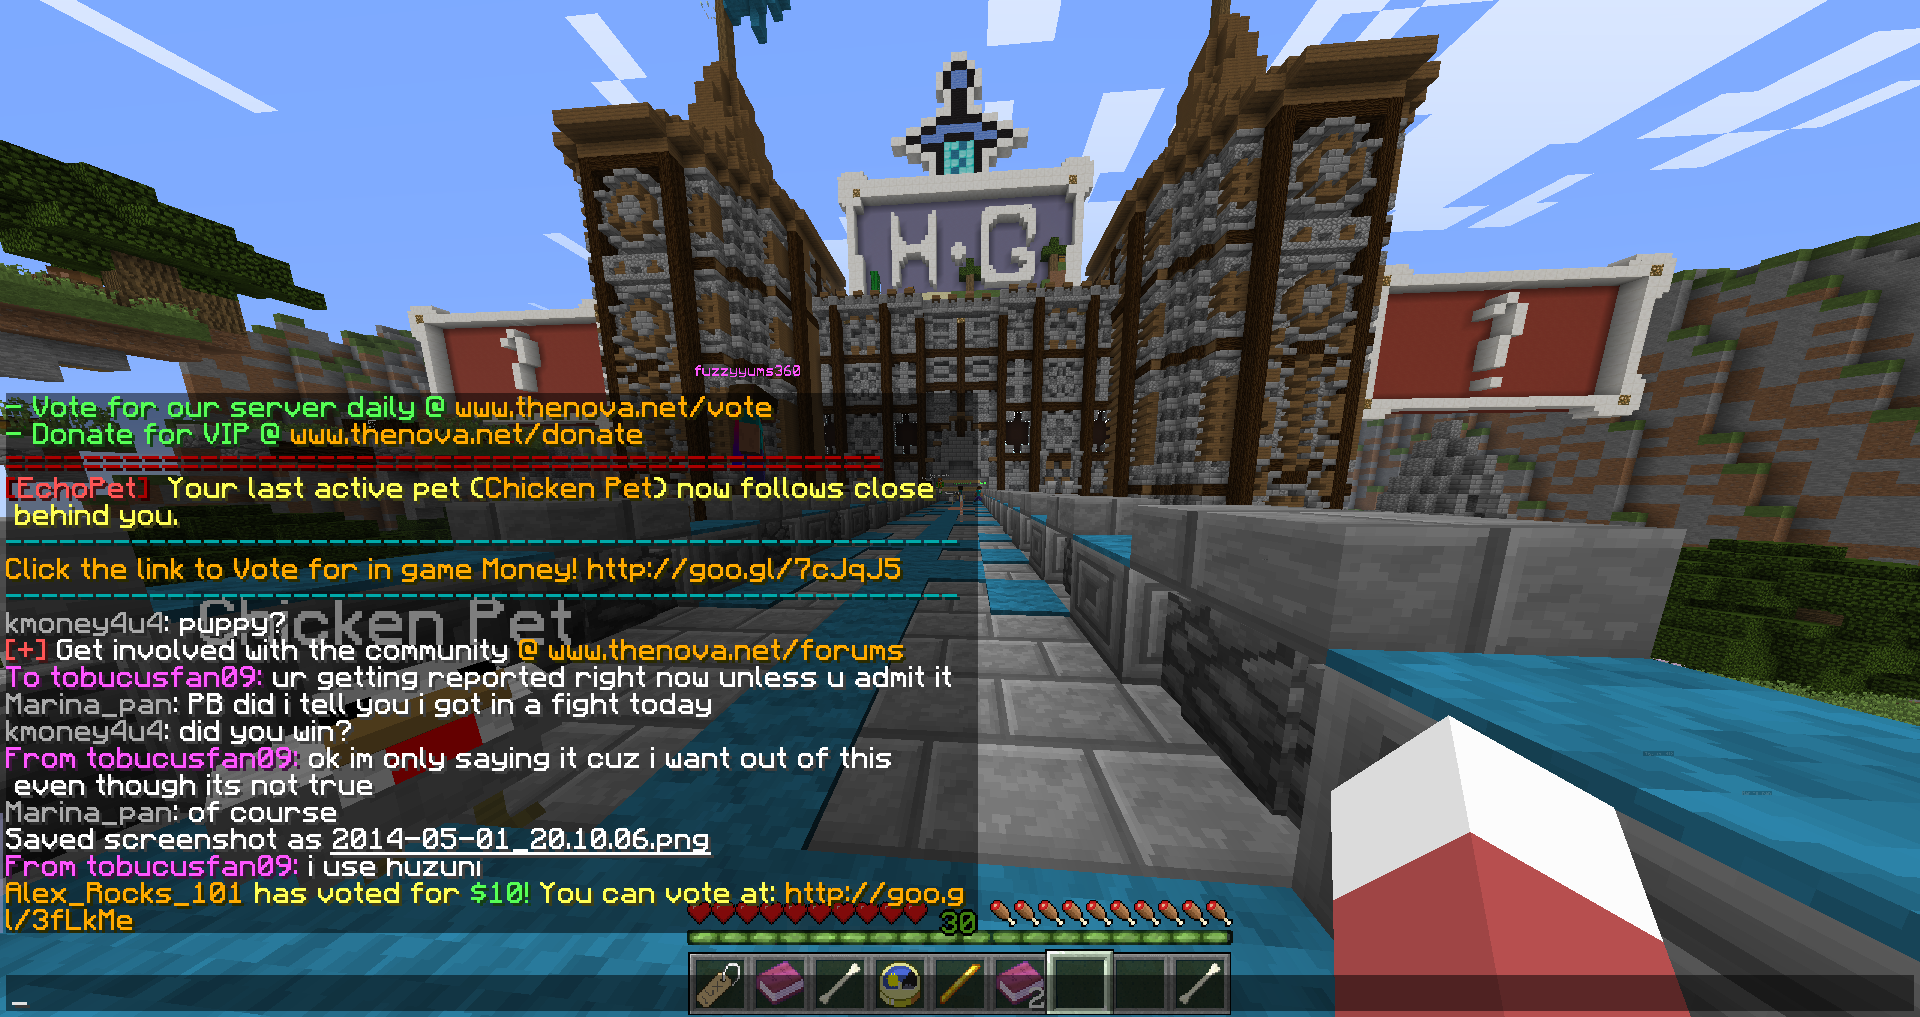 H·G
?
?
fuzzyyums360
- Vote for our server daily @ www.thenova.net/vote
- Donate for VIP @ www.thenova.net/donate
[EchoPet] Your last active pet (Chicken Pet) now follows close
behind you.
Click the link to Vote for in game Money! http://goo.gl/7cJqJ5
Chicken Pet
kmoney4u4: puppy?
[+] Get involved with the community @ www.thenova.net/forums
To tobucusfan09: ur getting reported right now unless u admit it
Marina_pan: PB did i tell you i got in a fight today
kmoney4u4: did you win?
From tobucusfan09: ok im only saying it cuz i want out of this
even though its not true
Marina_pan: of course
Saved screenshot as 2014-05-01_20.10.06.png
From tobucusfan09: i use huzuni
Alex_Rocks_101 has voted for $10! You can vote at: http://goo.g
l/3fLkMe
30
2
_